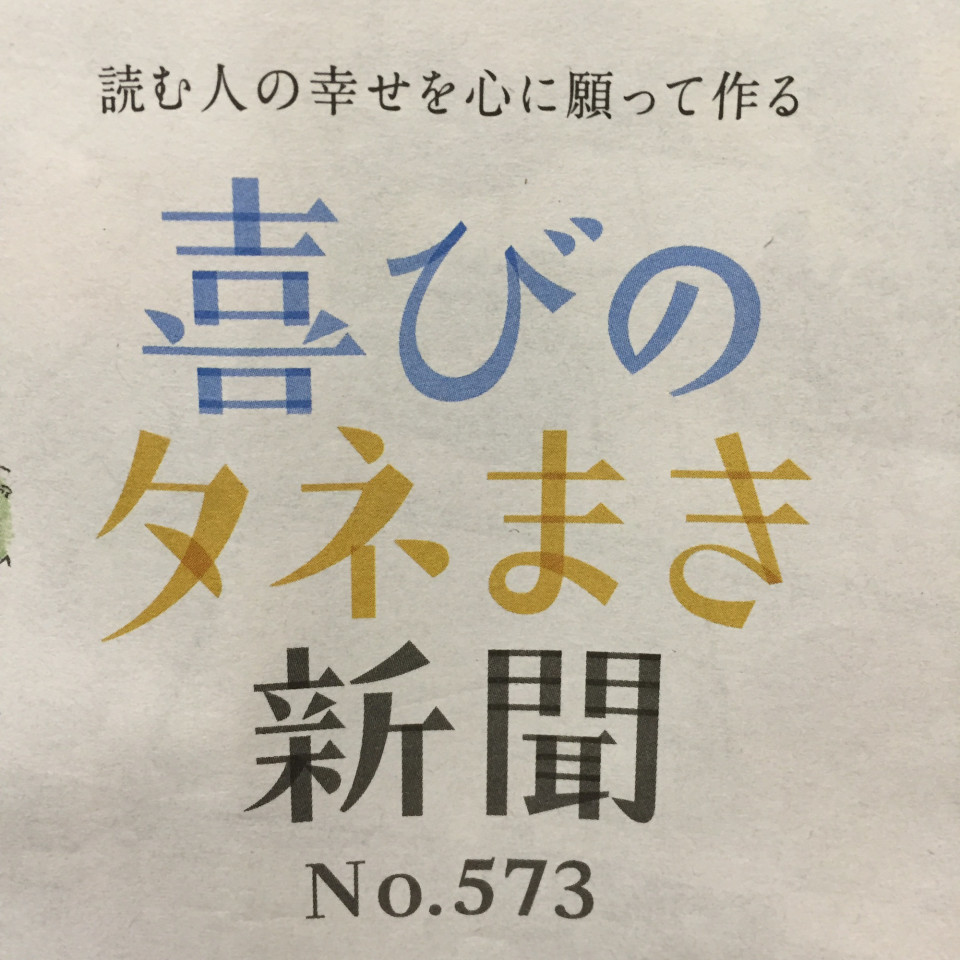 読む人の幸せを心に願って作る
喜びの
タネまき
新聞
No.573